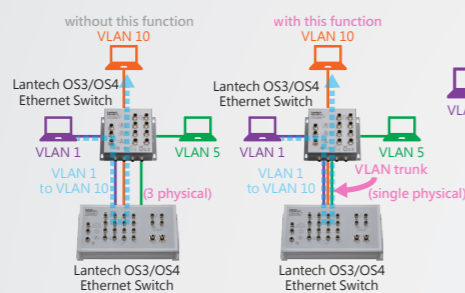 without this function
VLAN 10
Lantech OS3/OS4
Ethernet Switch
VLAN 1
VLAN 5
VLAN 1
to VLAN 10
(3 physical)
Lantech OS3/OS4
Ethernet Switch
with this function
VLAN 10
Lantech OS3/OS4
Ethernet Switch
VLAN 1
VLAN 5
VLAN 1
to VLAN 10
VLAN trunk
(single physical)
Lantech OS3/OS4
Ethernet Switch